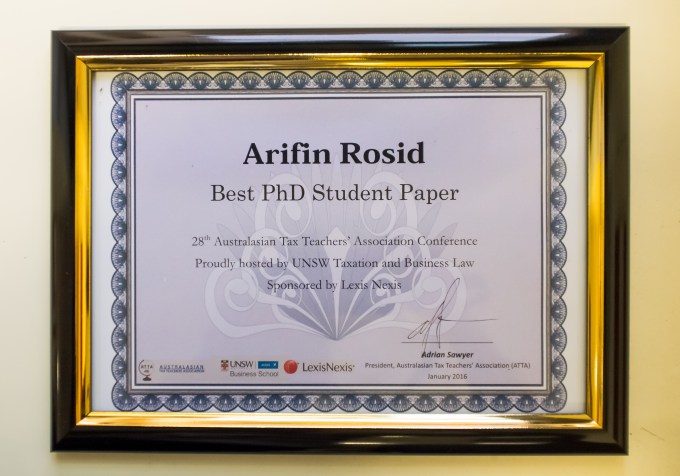 Arifin Rosid
Best PhD Student Paper
28th Australasian Tax Teachers' Association Conference
Proudly hosted by UNSW Taxation and Business Law
Sponsored by Lexis Nexis
Adrian Sawyer
President, Australasian Tax Teachers' Association (ATTA)
January 2016
ATTA
AUSTRALASIAN
UNSW
Business School
LexisNexis®